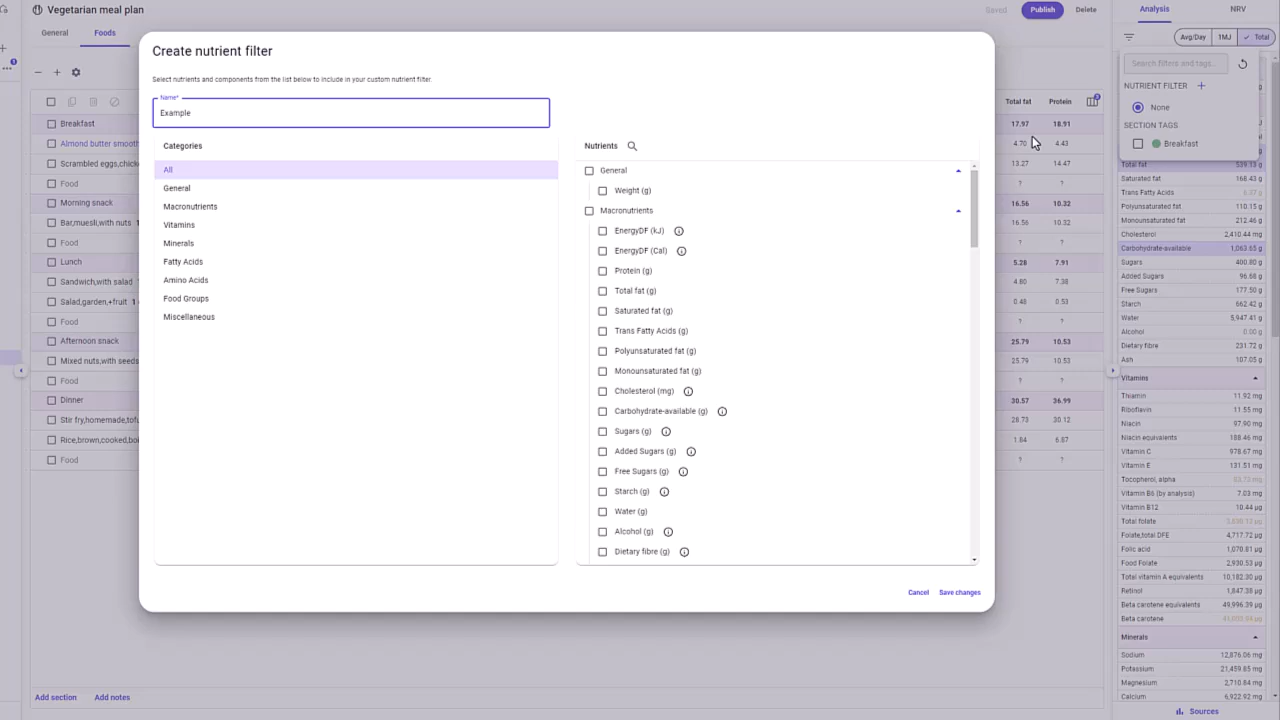 Vegetarian meal plan
Saved
Publish
Delete
Analysis
NRV
General
Foods
Avg/Day
1MJ
Total
Create nutrient filter
Select nutrients and components from the list below to include in your custom nutrient filter.
Name*
Example
Categories
All
General
Macronutrients
Vitamins
Minerals
Fatty Acids
Amino Acids
Food Groups
Miscellaneous
Nutrients
General
Weight (g)
Macronutrients
EnergyDF (kJ)
EnergyDF (Cal)
Protein (g)
Total fat (g)
Saturated fat (g)
Trans Fatty Acids (g)
Polyunsaturated fat (g)
Monounsaturated fat (g)
Cholesterol (mg)
Carbohydrate-available (g)
Sugars (g)
Added Sugars (g)
Free Sugars (g)
Starch (g)
Water (g)
Alcohol (g)
Dietary fibre (g)
Cancel
Save changes
Breakfast
Almond butter smooth
Scrambled eggs,chicke
Food
Morning snack
Bar,muesli,with nuts 1
Food
Lunch
Sandwich,with salad 1
Salad,garden,+fruit 1
Food
Afternoon snack
Mixed nuts,with seeds
Food
Dinner
Stir fry,homemade,tofu
Rice,brown,cooked,boi
Food
Add section
Add notes
Total fat Protein
17.97 18.91
4.70 4.43
13.27 14.47
? ?
16.56 10.32
16.56 10.32
? ?
5.28 7.91
4.80 7.38
0.48 0.53
? ?
25.79 10.53
25.79 10.53
? ?
30.57 36.99
28.73 30.12
1.84 6.87
? ?
Search filters and tags...
NUTRIENT FILTER
None
SECTION TAGS
Breakfast
Total fat 539.13 g
Saturated fat 168.43 g
Trans Fatty Acids
Polyunsaturated fat 110.15 g
Monounsaturated fat 212.46 g
Cholesterol 2,410.44 mg
Carbohydrate-available 1,063.65 g
Sugars 400.80 g
Added Sugars 96.68 g
Free Sugars 177.50 g
Starch 662.42 g
Water 5,947.41 g
Alcohol 0.00 g
Dietary fibre 231.72 g
Ash 107.05 g
Vitamins
Thiamin 11.92 mg
Riboflavin 11.55 mg
Niacin 97.90 mg
Niacin equivalents 188.46 mg
Vitamin C 978.67 mg
Vitamin E 131.51 mg
Tocopherol, alpha
Vitamin B6 (by analysis) 7.03 mg
Vitamin B12 10.44 µg
Total folate
Folate,total DFE 4,717.72 µg
Folic acid 1,070.81 µg
Food Folate 2,930.53 µg
Total vitamin A equivalents 10,182.30 µg
Retinol 1,847.38 µg
Beta carotene equivalents 49,996.39 µg
Beta carotene
Minerals
Sodium 12,876.06 mg
Potassium 21,459.85 mg
Magnesium 2,710.84 mg
Calcium 6,922.92 mg
Sources